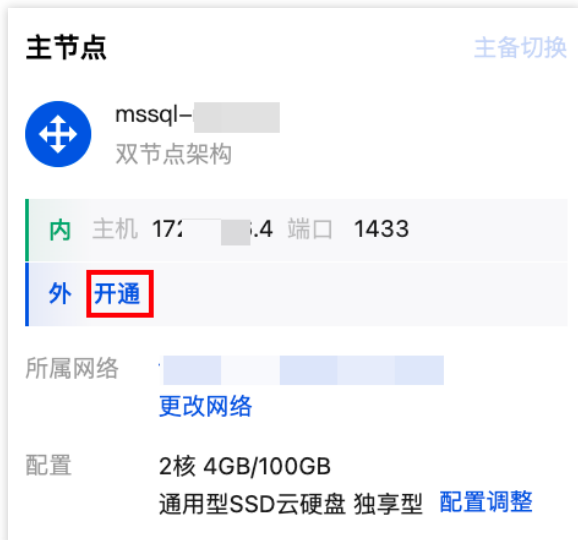 主节点 主备切换
mssql-
双节点架构
内 主机 172 .4 端口 1433
外 开通
所属网络
更改网络
配置 2核 4GB/100GB
通用型SSD云硬盘 独享型 配置调整